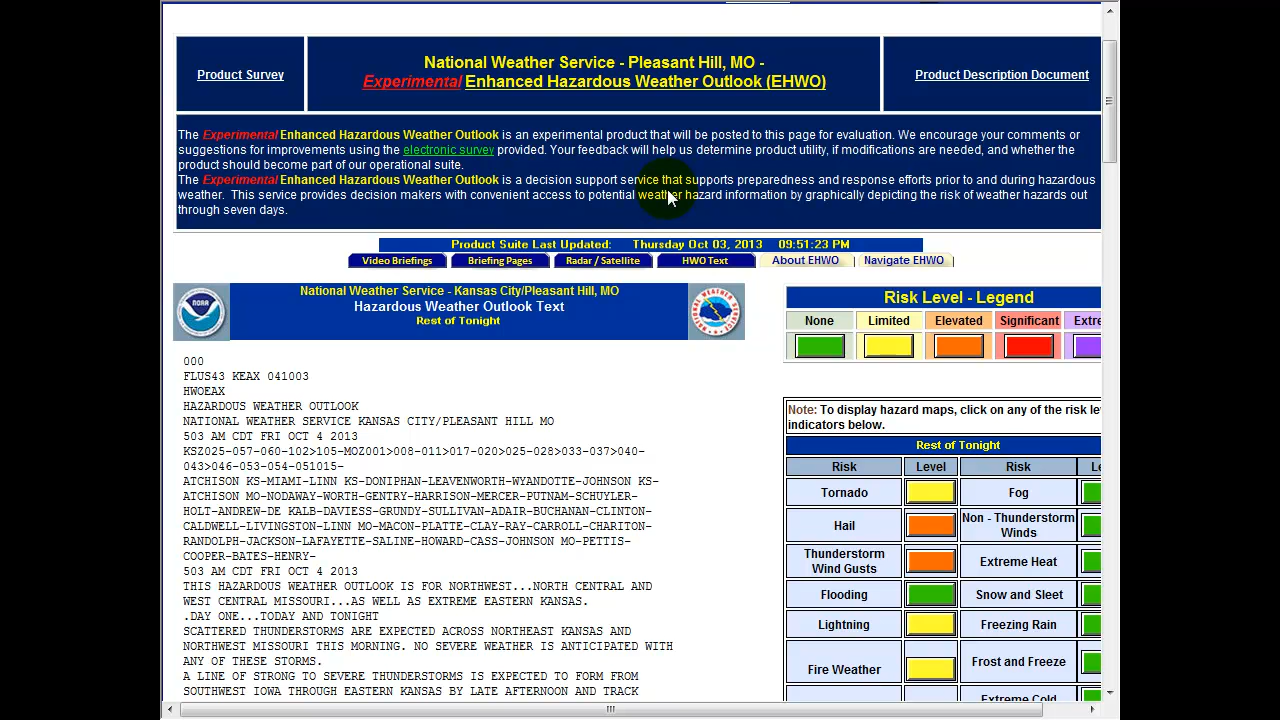 Product Survey
National Weather Service - Pleasant Hill, MO -
Experimental Enhanced Hazardous Weather Outlook (EHWO)
Product Description Document
The Experimental Enhanced Hazardous Weather Outlook is an experimental product that will be posted to this page for evaluation. We encourage your comments or
suggestions for improvements using the electronic survey provided. Your feedback will help us determine product utility, if modifications are needed, and whether the
product should become part of our operational suite.
The Experimental Enhanced Hazardous Weather Outlook is a decision support service that supports preparedness and response efforts prior to and during hazardous
weather. This service provides decision makers with convenient access to potential weather hazard information by graphically depicting the risk of weather hazards out
through seven days.
Product Suite Last Updated: Thursday Oct 03, 2013 09:51:23 PM
Video Briefings Briefing Pages Radar / Satellite HWO Text About EHWO Navigate EHWO
National Weather Service - Kansas City/Pleasant Hill, MO
Hazardous Weather Outlook Text
Rest of Tonight
NOAA
000
FLUS43 KEAX 041003
HWOEAX
HAZARDOUS WEATHER OUTLOOK
NATIONAL WEATHER SERVICE KANSAS CITY/PLEASANT HILL MO
503 AM CDT FRI OCT 4 2013
KSZ025-057-060-102>105-MOZ001>008-011>017-020>025-028>033-037>040-
043>046-053-054-051015-
ATCHISON KS-MIAMI-LINN KS-DONIPHAN-LEAVENWORTH-WYANDOTTE-JOHNSON KS-
ATCHISON MO-NODAWAY-WORTH-GENTRY-HARRISON-MERCER-PUTNAM-SCHUYLER-
HOLT-ANDREW-DE KALB-DAVIESS-GRUNDY-SULLIVAN-ADAIR-BUCHANAN-CLINTON-
CALDWELL-LIVINGSTON-LINN MO-MACON-PLATTE-CLAY-RAY-CARROLL-CHARITON-
RANDOLPH-JACKSON-LAFAYETTE-SALINE-HOWARD-CASS-JOHNSON MO-PETTIS-
COOPER-BATES-HENRY-
503 AM CDT FRI OCT 4 2013
THIS HAZARDOUS WEATHER OUTLOOK IS FOR NORTHWEST...NORTH CENTRAL AND
WEST CENTRAL MISSOURI...AS WELL AS EXTREME EASTERN KANSAS.
.DAY ONE...TODAY AND TONIGHT
SCATTERED THUNDERSTORMS ARE EXPECTED ACROSS NORTHEAST KANSAS AND
NORTHWEST MISSOURI THIS MORNING. NO SEVERE WEATHER IS ANTICIPATED WITH
ANY OF THESE STORMS.
A LINE OF STRONG TO SEVERE THUNDERSTORMS IS EXPECTED TO FORM FROM
SOUTHWEST IOWA THROUGH EASTERN KANSAS BY LATE AFTERNOON AND TRACK
Risk Level - Legend
None Limited Elevated Significant Extre
Note: To display hazard maps, click on any of the risk le
indicators below.
Rest of Tonight
Risk Level Risk Le
Tornado Fog
Hail Non - Thunderstorm
Winds
Thunderstorm
Wind Gusts Extreme Heat
Flooding Snow and Sleet
Lightning Freezing Rain
Fire Weather Frost and Freeze
Extreme Cold